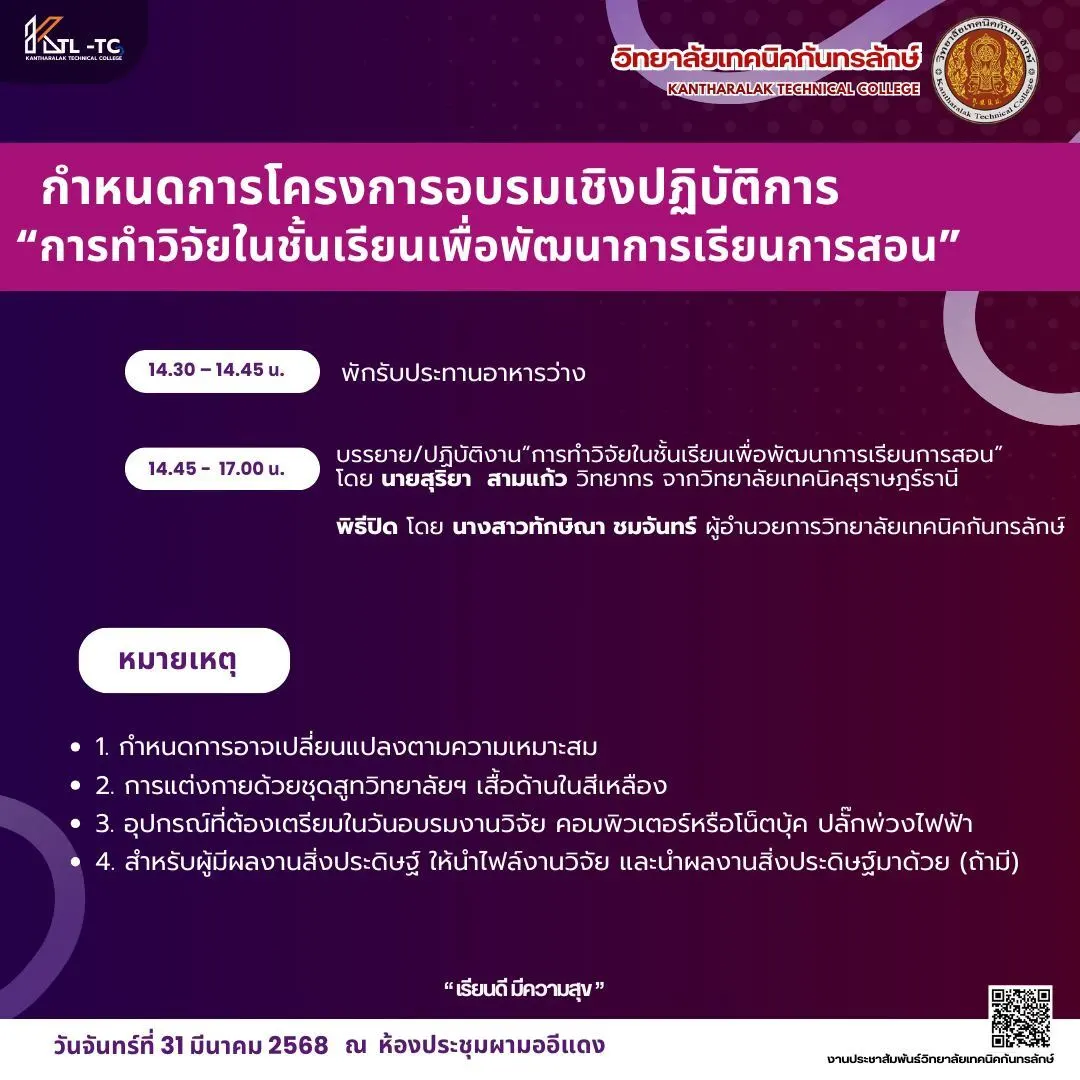 KTL -TC
KANTHARALAK TECHNICAL COLLEGE
วิทยาลัยเทคนิคกันทรลักษ์
KANTHARALAK TECHNICAL COLLEGE
วิทยาลัยเทคนิคกันทรลักษ์
Kantharalak Technical College
กำหนดการโครงการอบรมเชิงปฏิบัติการ
“การทำวิจัยในชั้นเรียนเพื่อพัฒนาการเรียนการสอน”
14.30 – 14.45 น. พักรับประทานอาหารว่าง
14.45 - 17.00 น. บรรยาย/ปฏิบัติงาน“การทำวิจัยในชั้นเรียนเพื่อพัฒนาการเรียนการสอน”
โดย นายสุริยา สามแก้ว วิทยากร จากวิทยาลัยเทคนิคสุราษฎร์ธานี
พิธีปิด โดย นางสาวทักษิณา ชมจันทร์ ผู้อำนวยการวิทยาลัยเทคนิคกันทรลักษ์
หมายเหตุ
• 1. กำหนดการอาจเปลี่ยนแปลงตามความเหมาะสม
• 2. การแต่งกายด้วยชุดสูทวิทยาลัยฯ เสื้อด้านในสีเหลือง
• 3. อุปกรณ์ที่ต้องเตรียมในวันอบรมงานวิจัย คอมพิวเตอร์หรือโน็ตบุ้ค ปลั๊กพ่วงไฟฟ้า
• 4. สำหรับผู้มีผลงานสิ่งประดิษฐ์ ให้นำไฟล์งานวิจัย และนำผลงานสิ่งประดิษฐ์มาด้วย (ถ้ามี)
“ เรียนดี มีความสุข ”
วันจันทร์ที่ 31 มีนาคม 2568 ณ ห้องประชุมผามออีแดง
งานประชาสัมพันธ์วิทยาลัยเทคนิคกันทรลักษ์